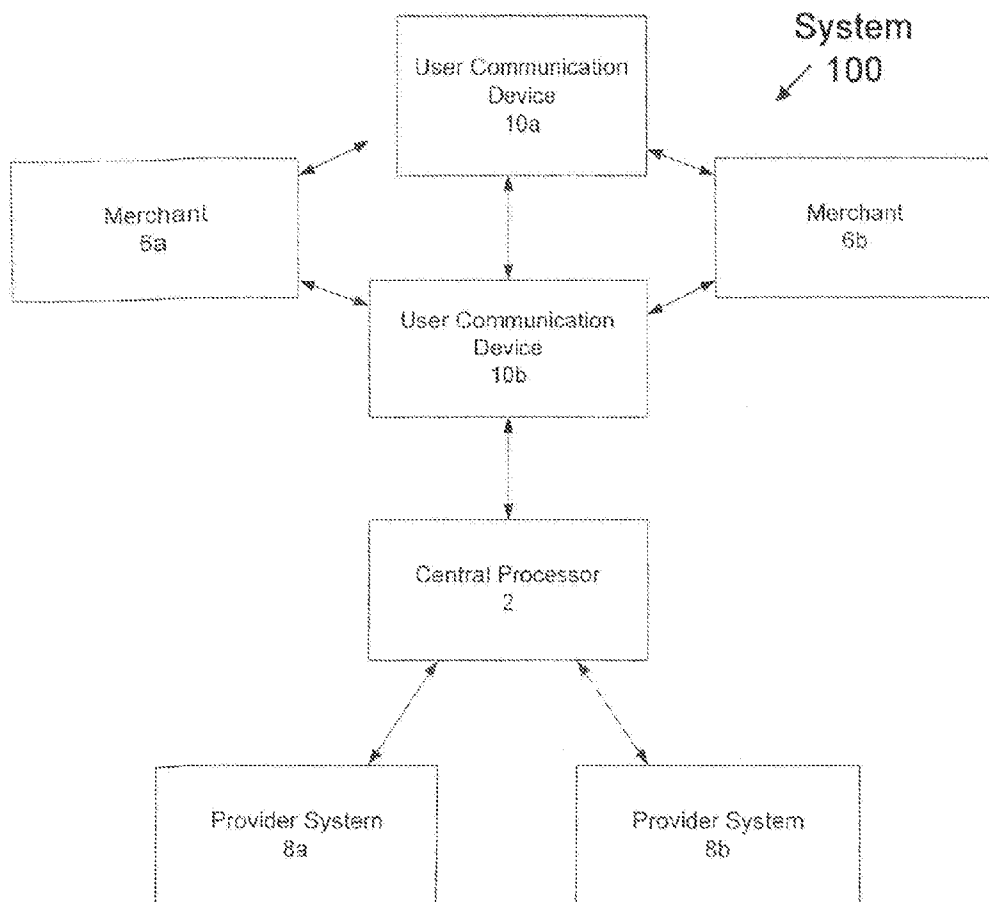 System
100
User Communication
Device
10a
Merchant
6a
Merchant
6b
User Communication
Device
10b
Central Processor
2
Provider System
8a
Provider System
8b